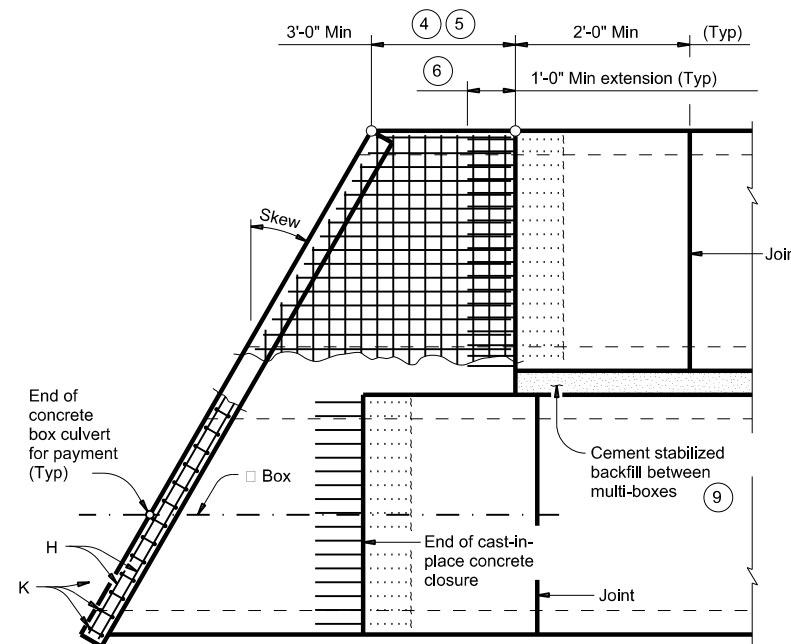 3'-0" Min
4 5
2'-0" Min
(Typ)
6
1'-0" Min extension (Typ)
Skew
Join
End of
concrete
box culvert
for payment
(Typ)
□ Box
Cement stabilized
backfill between
multi-boxes
9
H
End of cast-in-
place concrete
closure
K
Joint